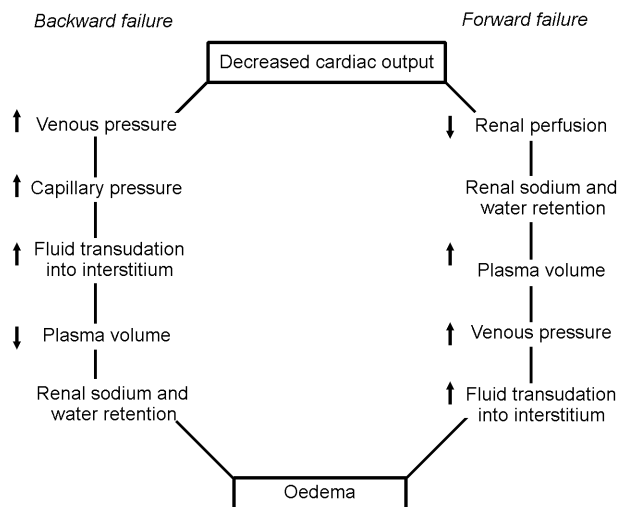 Backward failure
Forward failure
Decreased cardiac output
Venous pressure
Capillary pressure
Fluid transudation
into interstitium
Plasma volume
Renal sodium and
water retention
Renal perfusion
Renal sodium and
water retention
Plasma volume
Venous pressure
Fluid transudation
into interstitium
Oedema